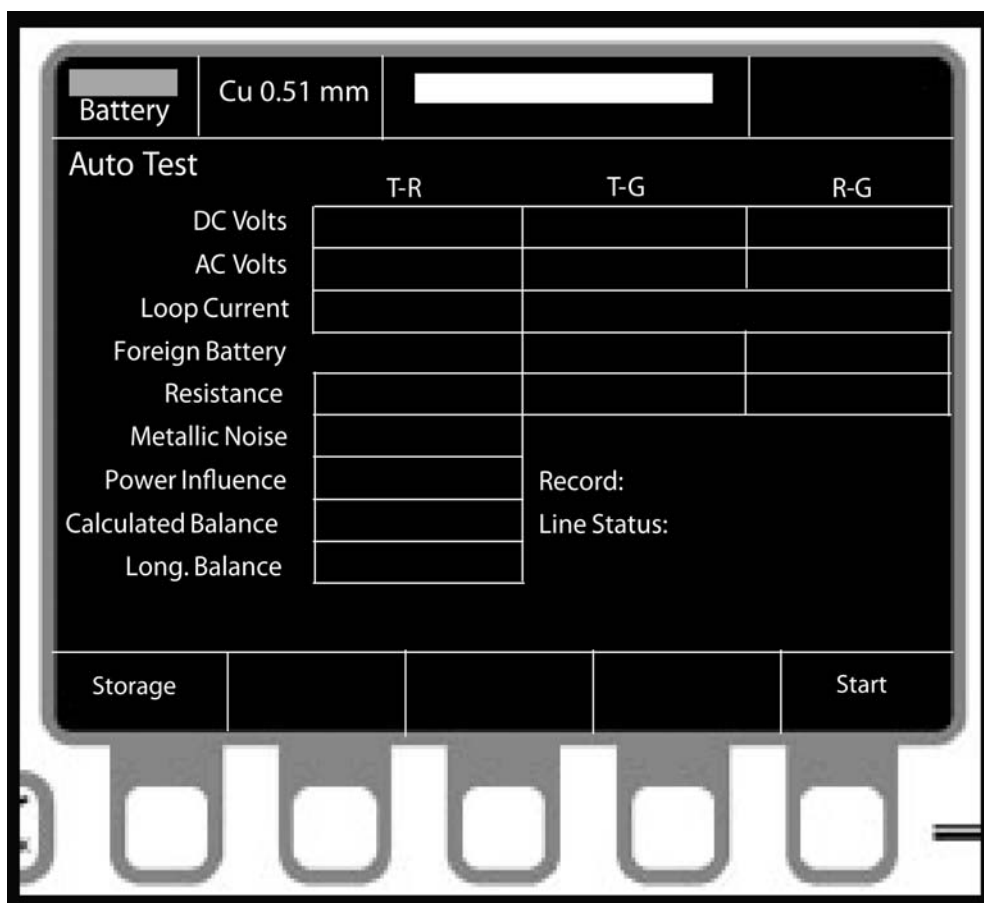 Battery
Cu 0.51 mm
Auto Test
T-R T-G R-G
DC Volts
AC Volts
Loop Current
Foreign Battery
Resistance
Metallic Noise
Power Influence
Record:
Calculated Balance
Line Status:
Long. Balance
Storage
Start